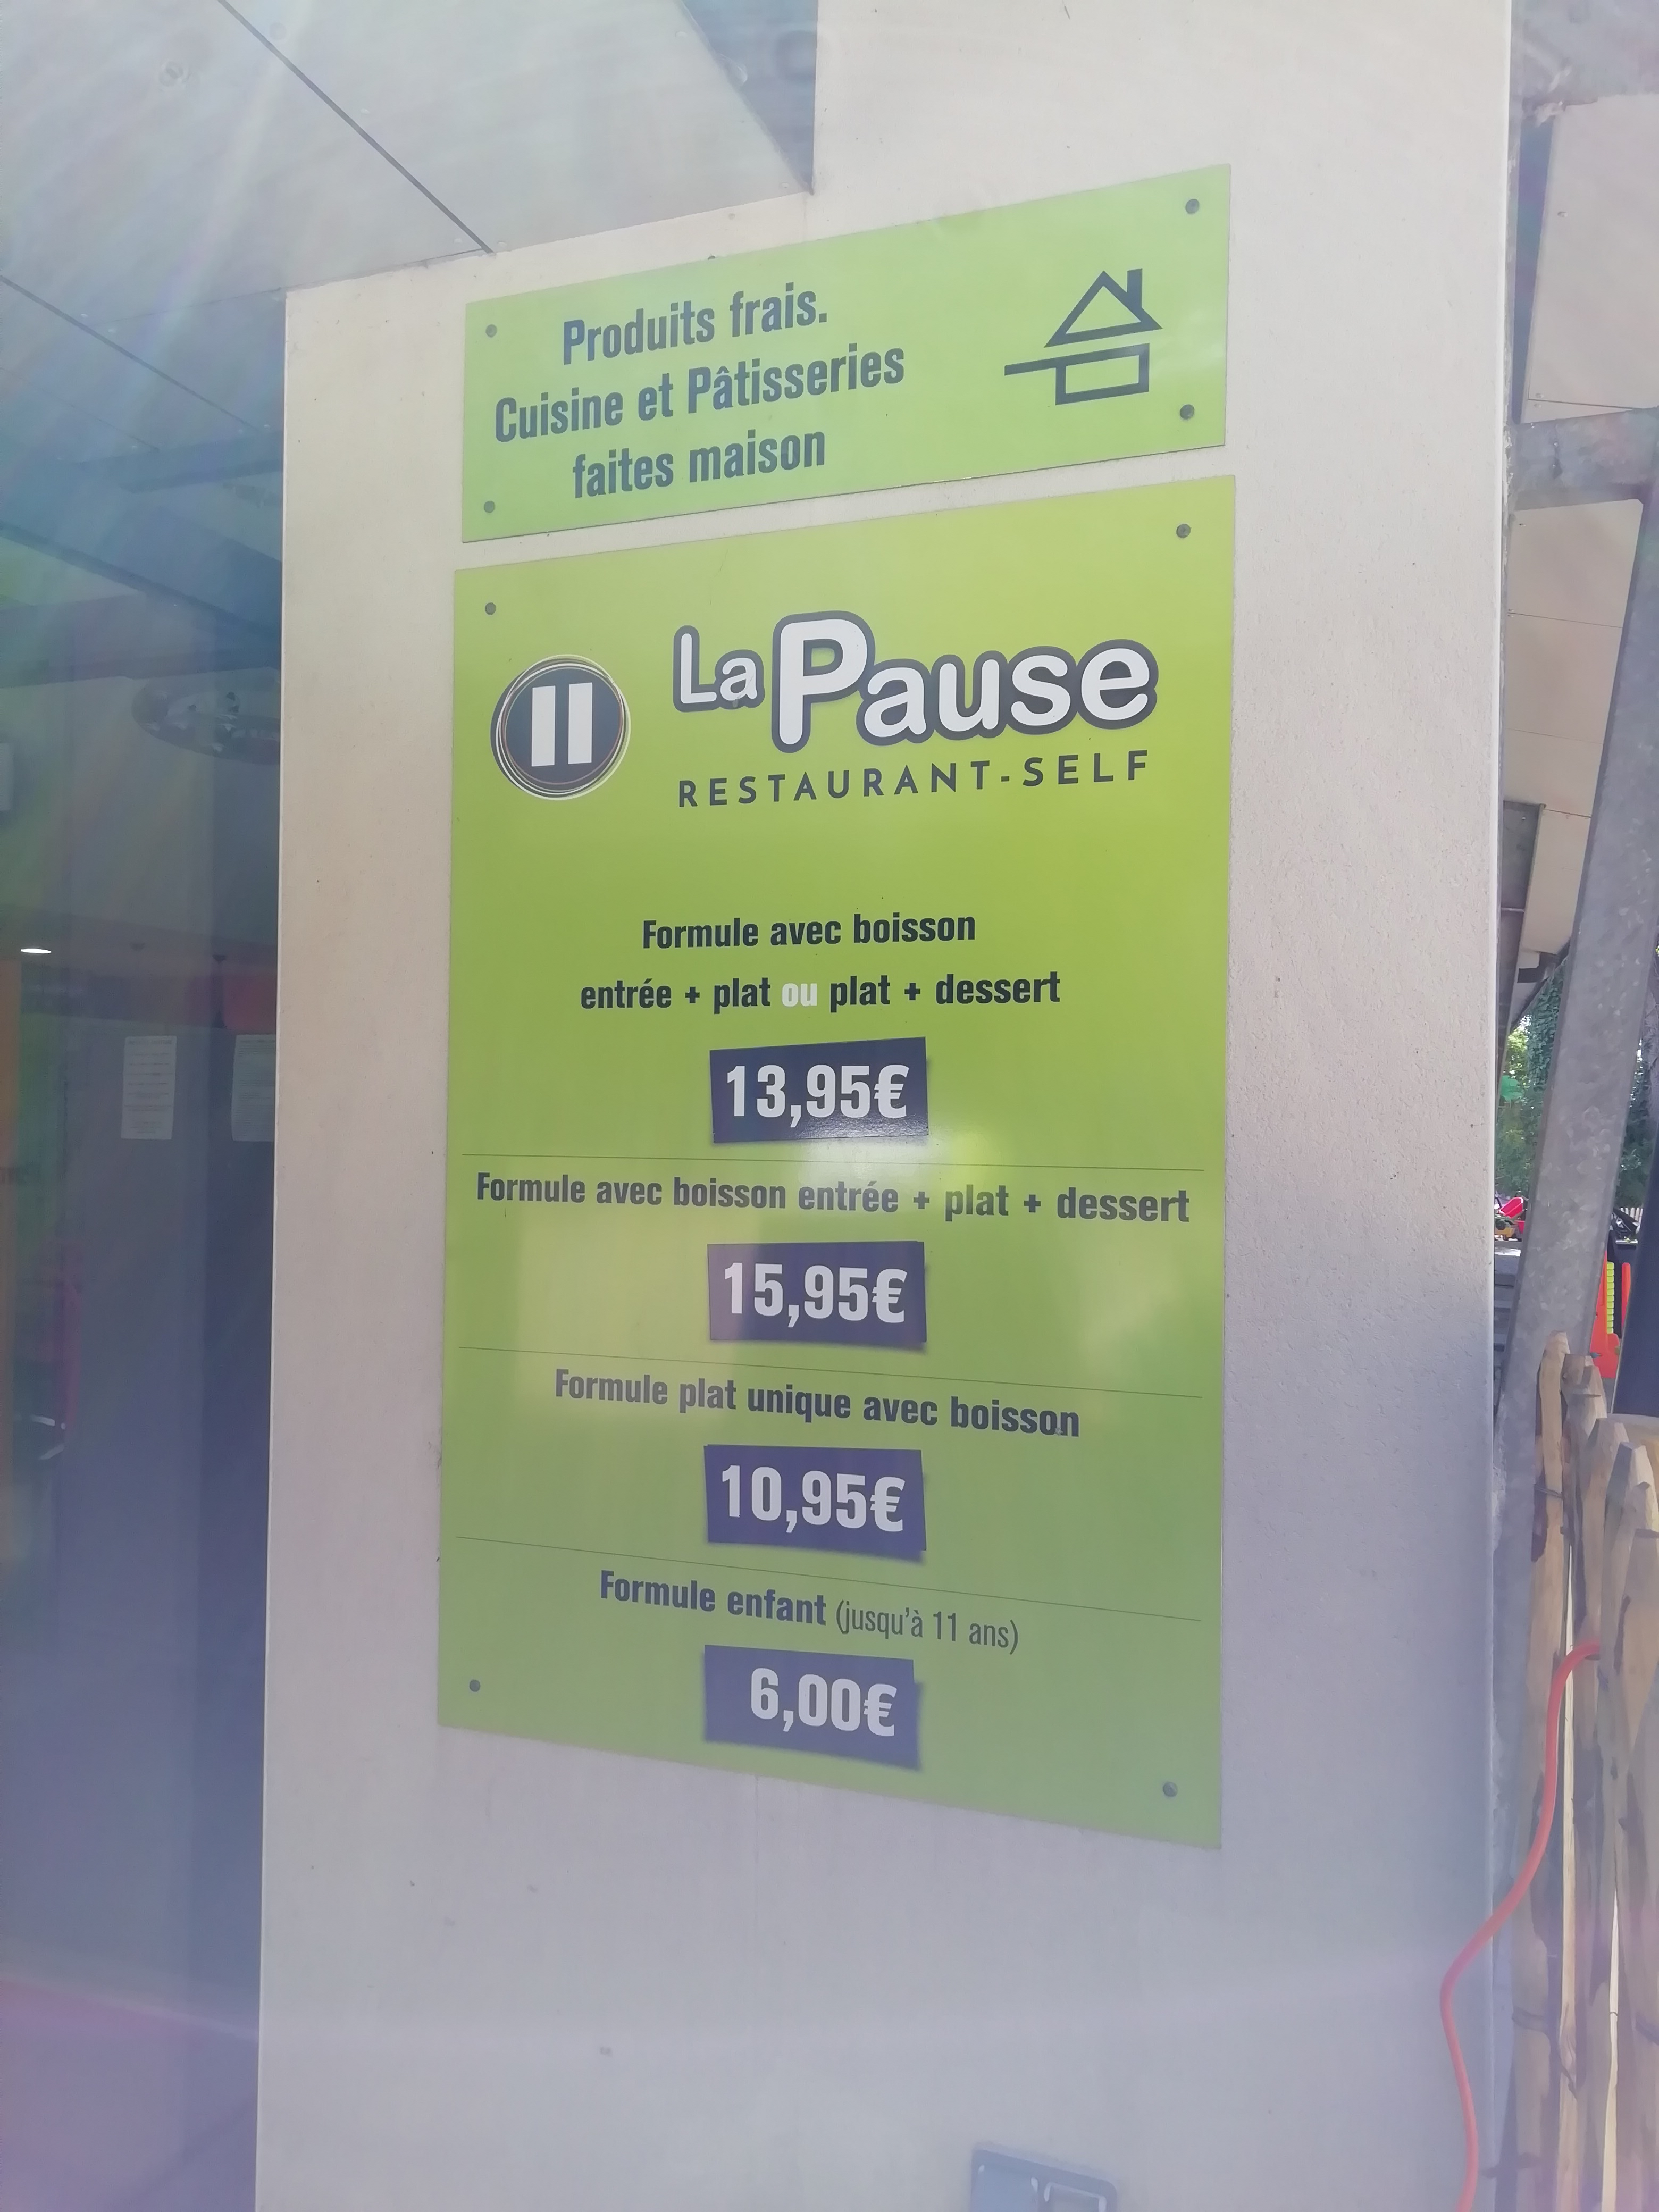 Produits frais.
Cuisine et Pâtisseries
faites maison
La Pause
RESTAURANT-SELF
Formule avec boisson
entrée + plat ou plat + dessert
13,95€
Formule avec boisson entrée + plat + dessert
15,95€
Formule plat unique avec boisson
10,95€
Formule enfant (jusqu'à 11 ans)
6,00€